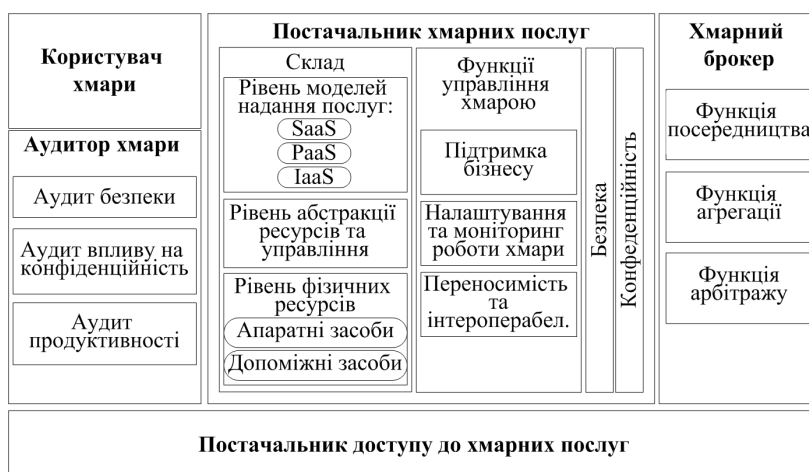 Користувач
хмари
Аудитор хмари
Аудит безпеки
Аудит впливу на
конфіденційність
Аудит
продуктивності
Постачальник хмарних послуг
Склад
Рівень моделей
надання послуг:
SaaS
PaaS
IaaS
Рівень абстракції
ресурсів та
управління
Рівень фізичних
ресурсів
Апаратні засоби
Допоміжні засоби
Функції
управління
хмарою
Підтримка
бізнесу
Налаштування
та моніторинг
роботи хмари
Переносимість
та
інтероперабел.
Безпека
Конфеденційність
Хмарний
брокер
Функція
посередництва
Функція
агрегації
Функція
арбітражу
Постачальник доступу до хмарних послуг